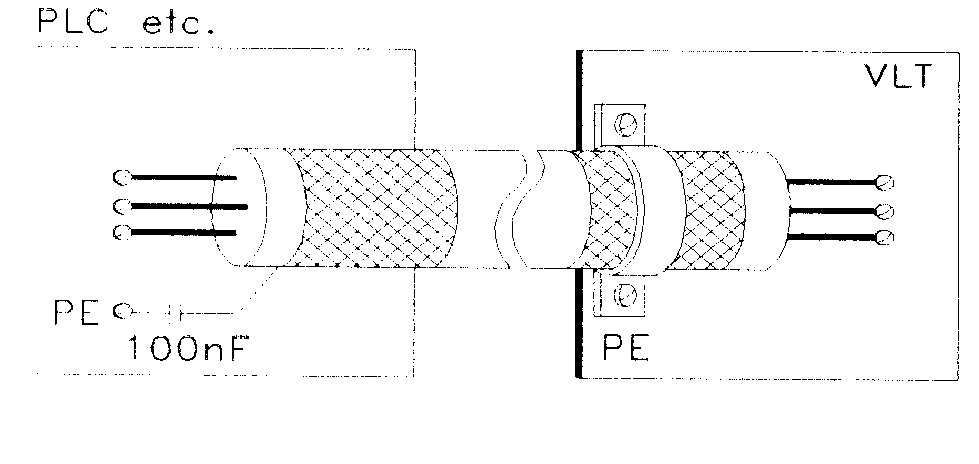 PLC etc.
VLT
PE
100nF
PE